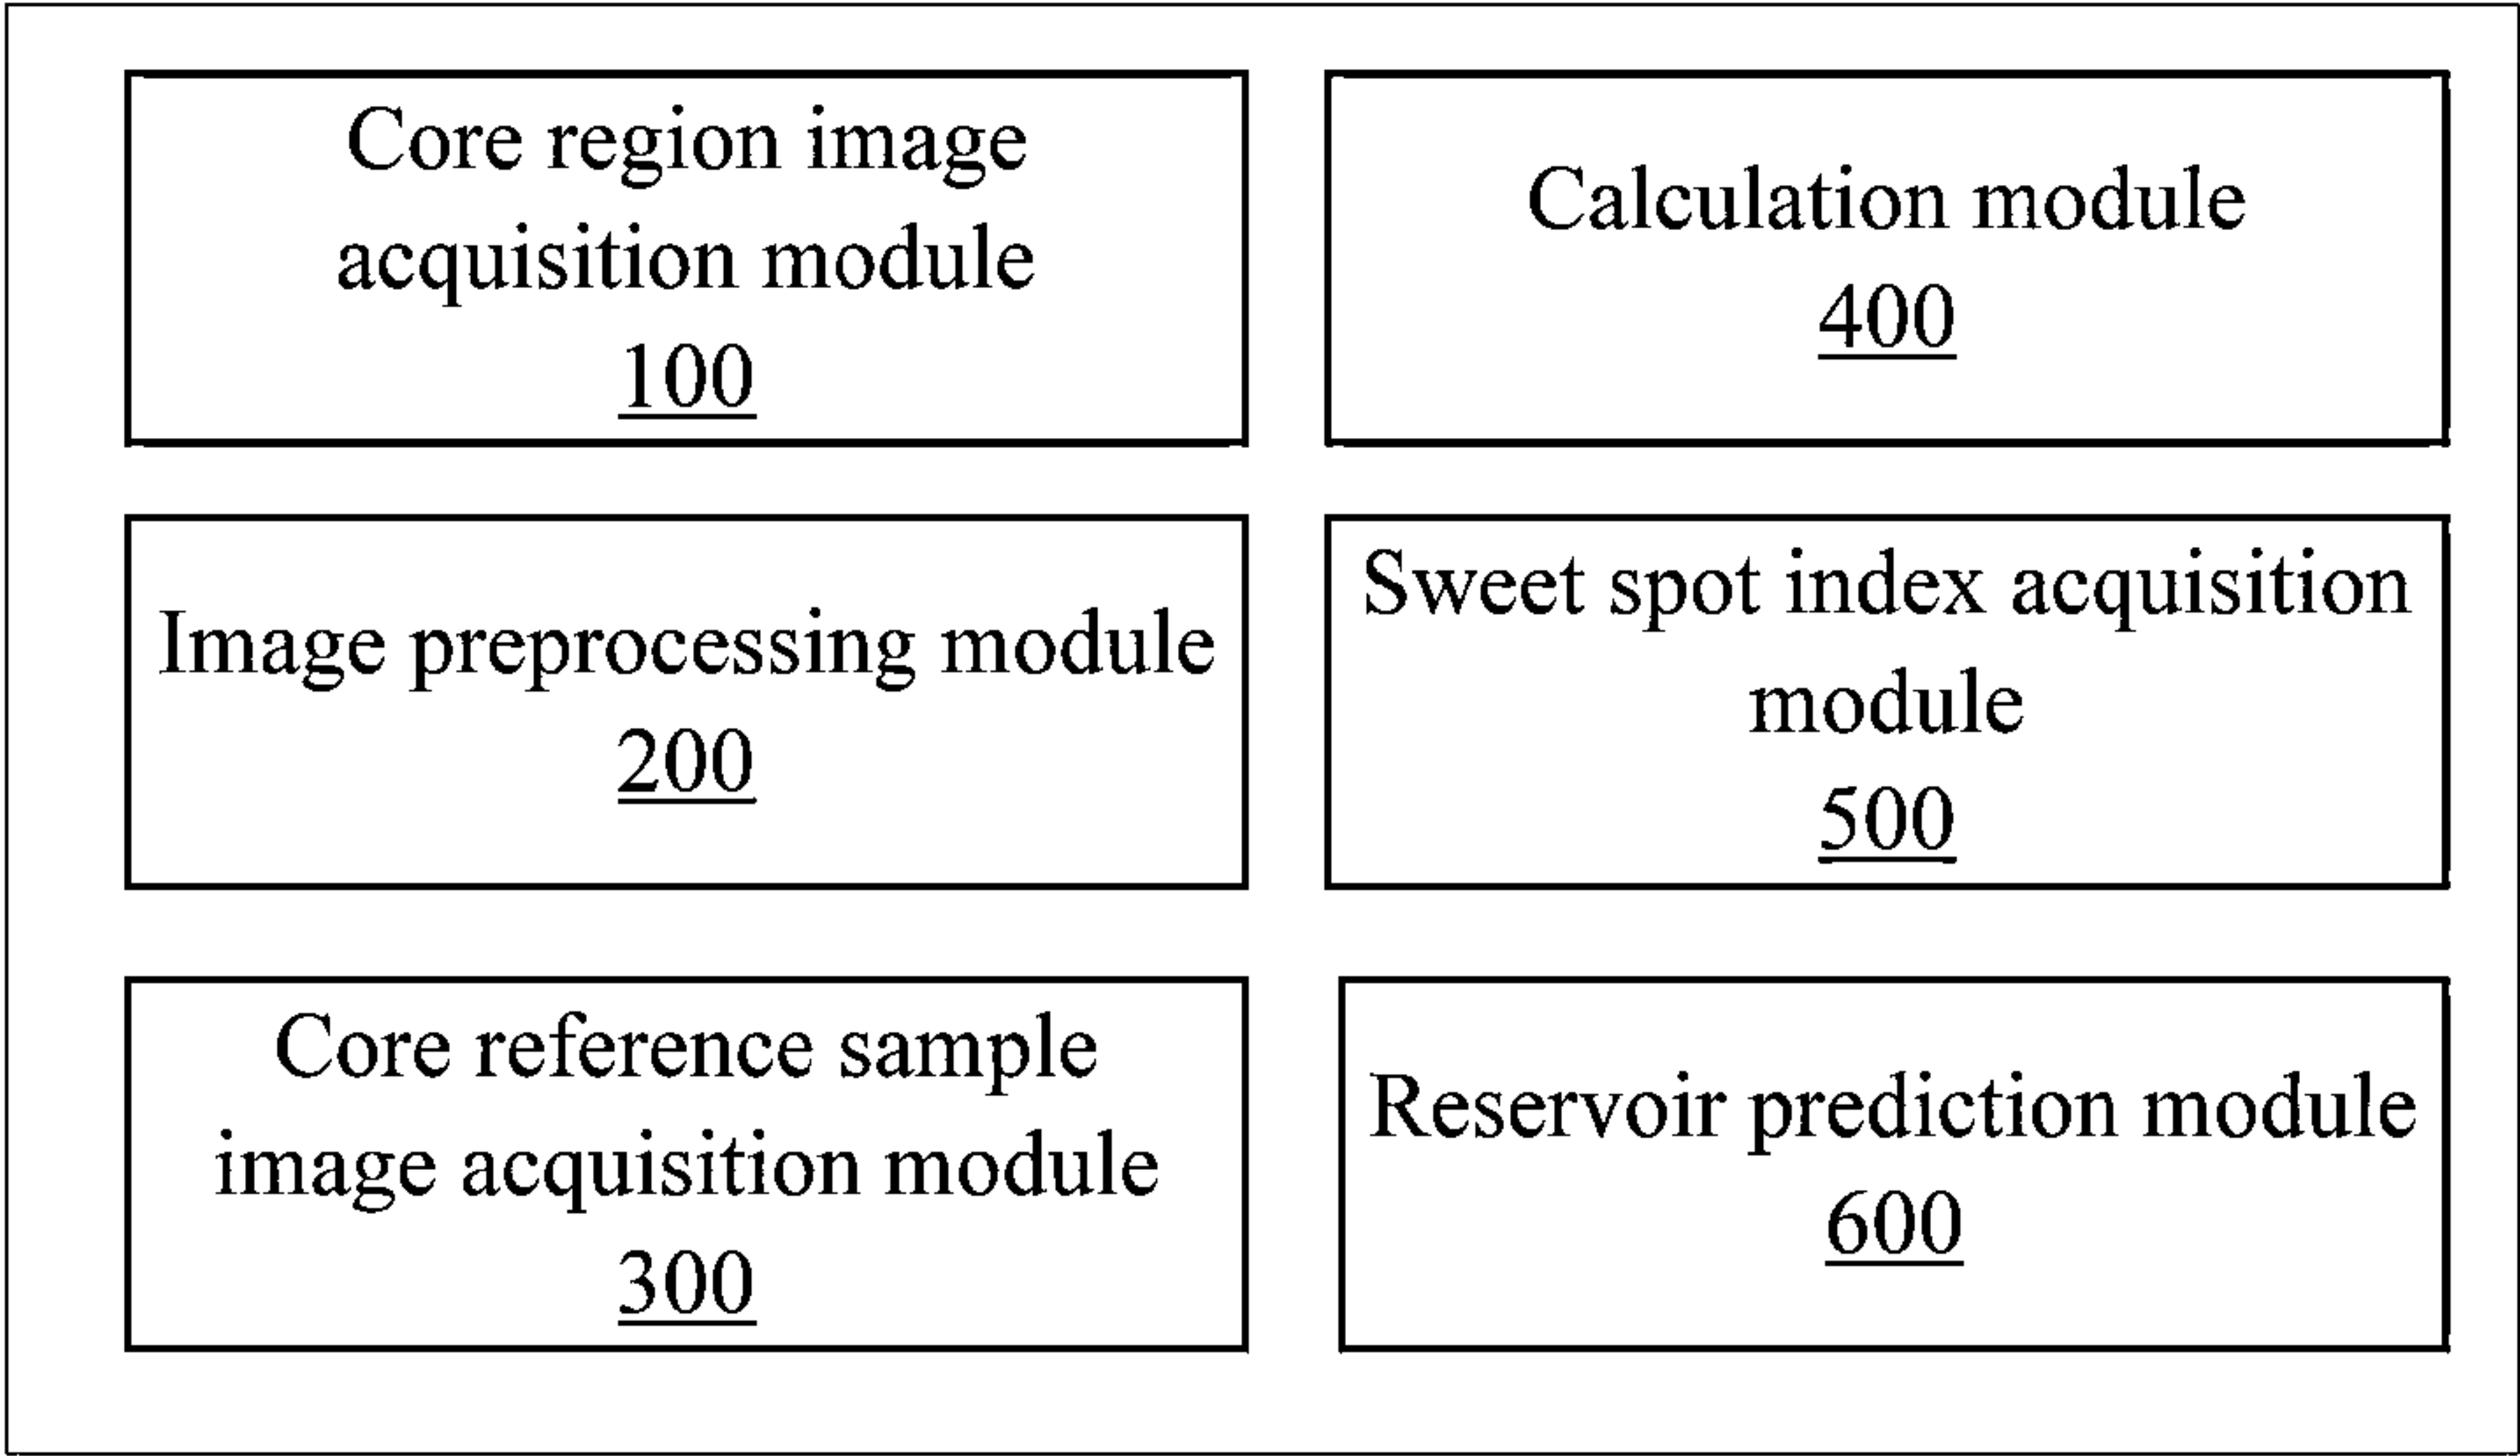 Core region image
acquisition module
100
Image preprocessing module
200
Core reference sample
image acquisition module
300
Calculation module
400
Sweet spot index acquisition
module
500
Reservoir prediction module
600